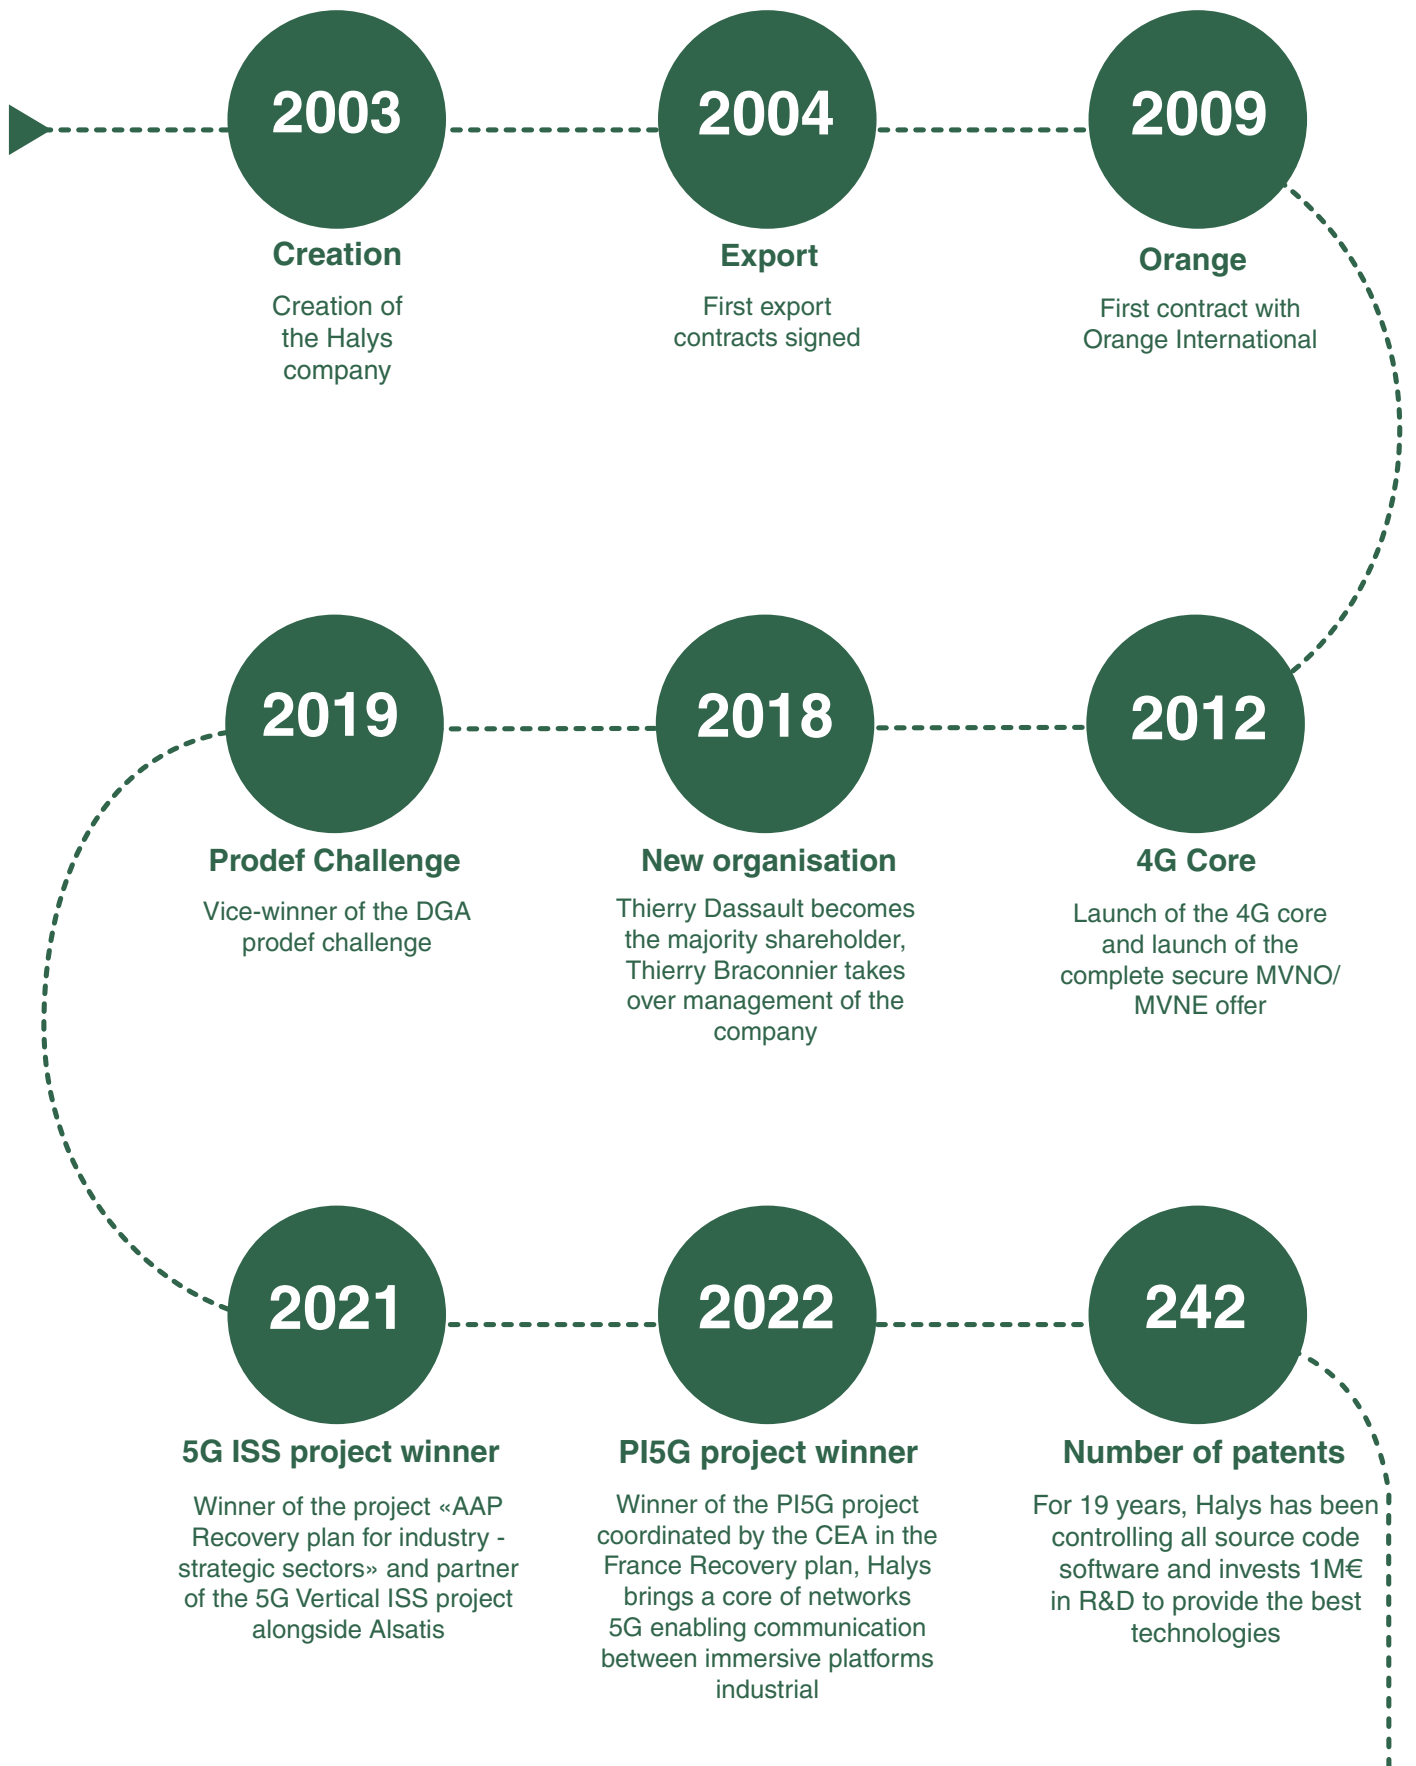 2003
Creation
Creation of
the Halys
company
2004
Export
First export
contracts signed
2009
Orange
First contract with
Orange International
2012
4G Core
Launch of the 4G core
and launch of the
complete secure MVNO/
MVNE offer
2018
New organisation
Thierry Dassault becomes
the majority shareholder,
Thierry Braconnier takes
over management of the
company
2019
Prodef Challenge
Vice-winner of the DGA
prodef challenge
2021
5G ISS project winner
Winner of the project «AAP
Recovery plan for industry -
strategic sectors» and partner
of the 5G Vertical ISS project
alongside Alsatis
2022
PI5G project winner
Winner of the PI5G project
coordinated by the CEA in the
France Recovery plan, Halys
brings a core of networks
5G enabling communication
between immersive platforms
industrial
242
Number of patents
For 19 years, Halys has been
controlling all source code
software and invests 1M€
in R&D to provide the best
technologies